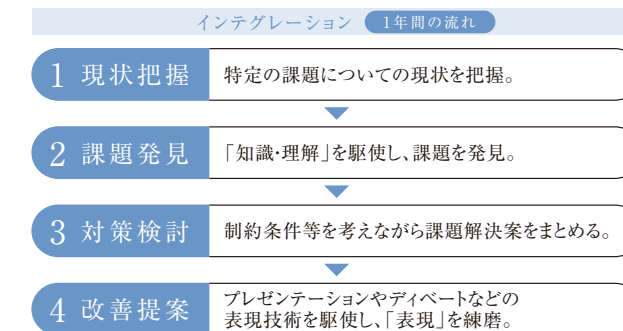 インテグレーション 1年間の流れ
1 現状把握 特定の課題についての現状を把握。
2 課題発見 「知識・理解」を駆使し、課題を発見。
3 対策検討 制約条件等を考えながら課題解決案をまとめる。
4 改善提案 プレゼンテーションやディベートなどの
表現技術を駆使し、「表現」を練磨。